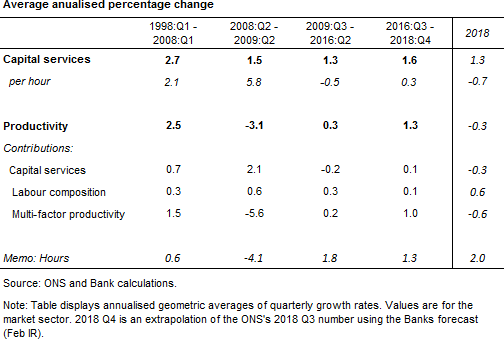 Average anualised percentage change
1998:Q1 - 2008:Q1 2008:Q2 - 2009:Q2 2009:Q3 - 2016:Q2 2016:Q3 - 2018:Q4 2018
Capital services 2.7 1.5 1.3 1.6 1.3
per hour 2.1 5.8 -0.5 0.3 -0.7
Productivity 2.5 -3.1 0.3 1.3 -0.3
Contributions:
Capital services 0.7 2.1 -0.2 0.1 -0.3
Labour composition 0.3 0.6 0.3 0.1 0.6
Multi-factor productivity 1.5 -5.6 0.2 1.0 -0.6
Memo: Hours 0.6 -4.1 1.8 1.3 2.0
Source: ONS and Bank calculations.
Note: Table displays annualised geometric averages of quarterly growth rates. Values are for the
market sector. 2018 Q4 is an extrapolation of the ONS's 2018 Q3 number using the Banks forecast
(Feb IR).